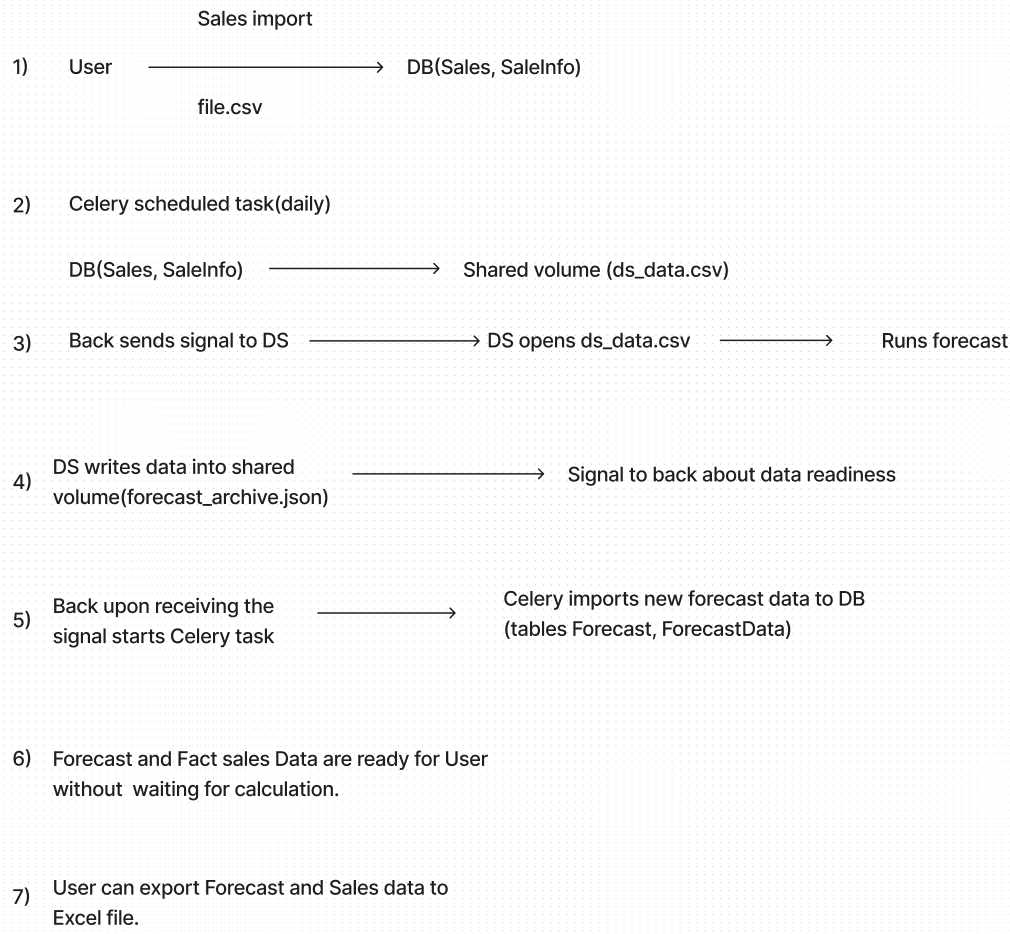 Sales import
1) User DB(Sales, SaleInfo)
file.csv
2) Celery scheduled task(daily)
DB(Sales, SaleInfo) Shared volume (ds_data.csv)
3) Back sends signal to DS DS opens ds_data.csv Runs forecast
4) DS writes data into shared
volume(forecast_archive.json)
Signal to back about data readiness
5) Back upon receiving the
signal starts Celery task
Celery imports new forecast data to DB
(tables Forecast, ForecastData)
6) Forecast and Fact sales Data are ready for User
without  waiting for calculation.
7) User can export Forecast and Sales data to
Excel file.